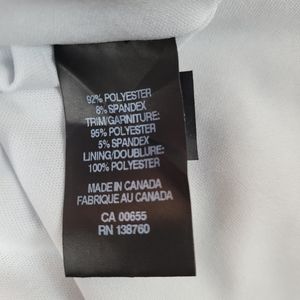 92% POLYESTER
8% SPANDEX
TRIM/GARNITURE:
95% POLYESTER
5% SPANDEX
LINING/DOUBLURE:
100% POLYESTER
MADE IN CANADA
FABRIQUE AU CANADA
CA 00655
RN 138760